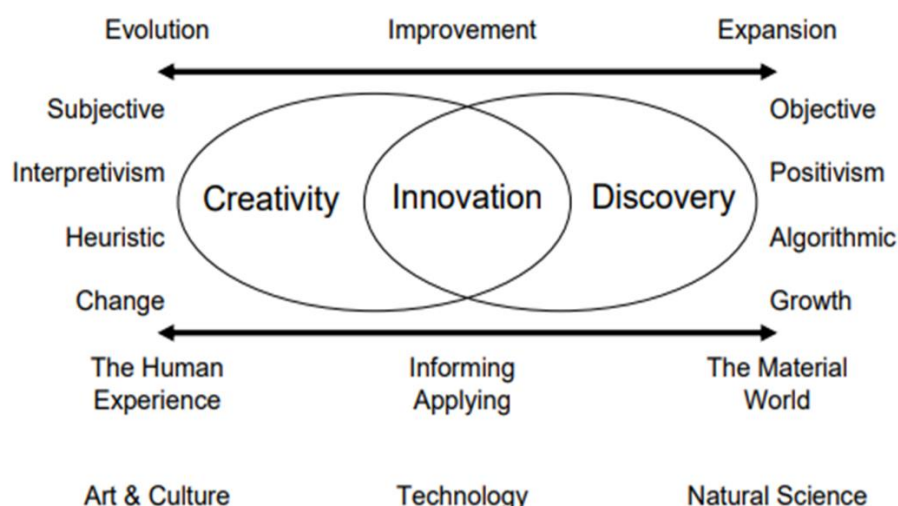 Evolution Improvement Expansion
Subjective Objective
Interpretivism Positivism
Creativity Innovation Discovery
Heuristic Algorithmic
Change Growth
The Human Informing The Material
Experience Applying World
Art & Culture Technology Natural Science